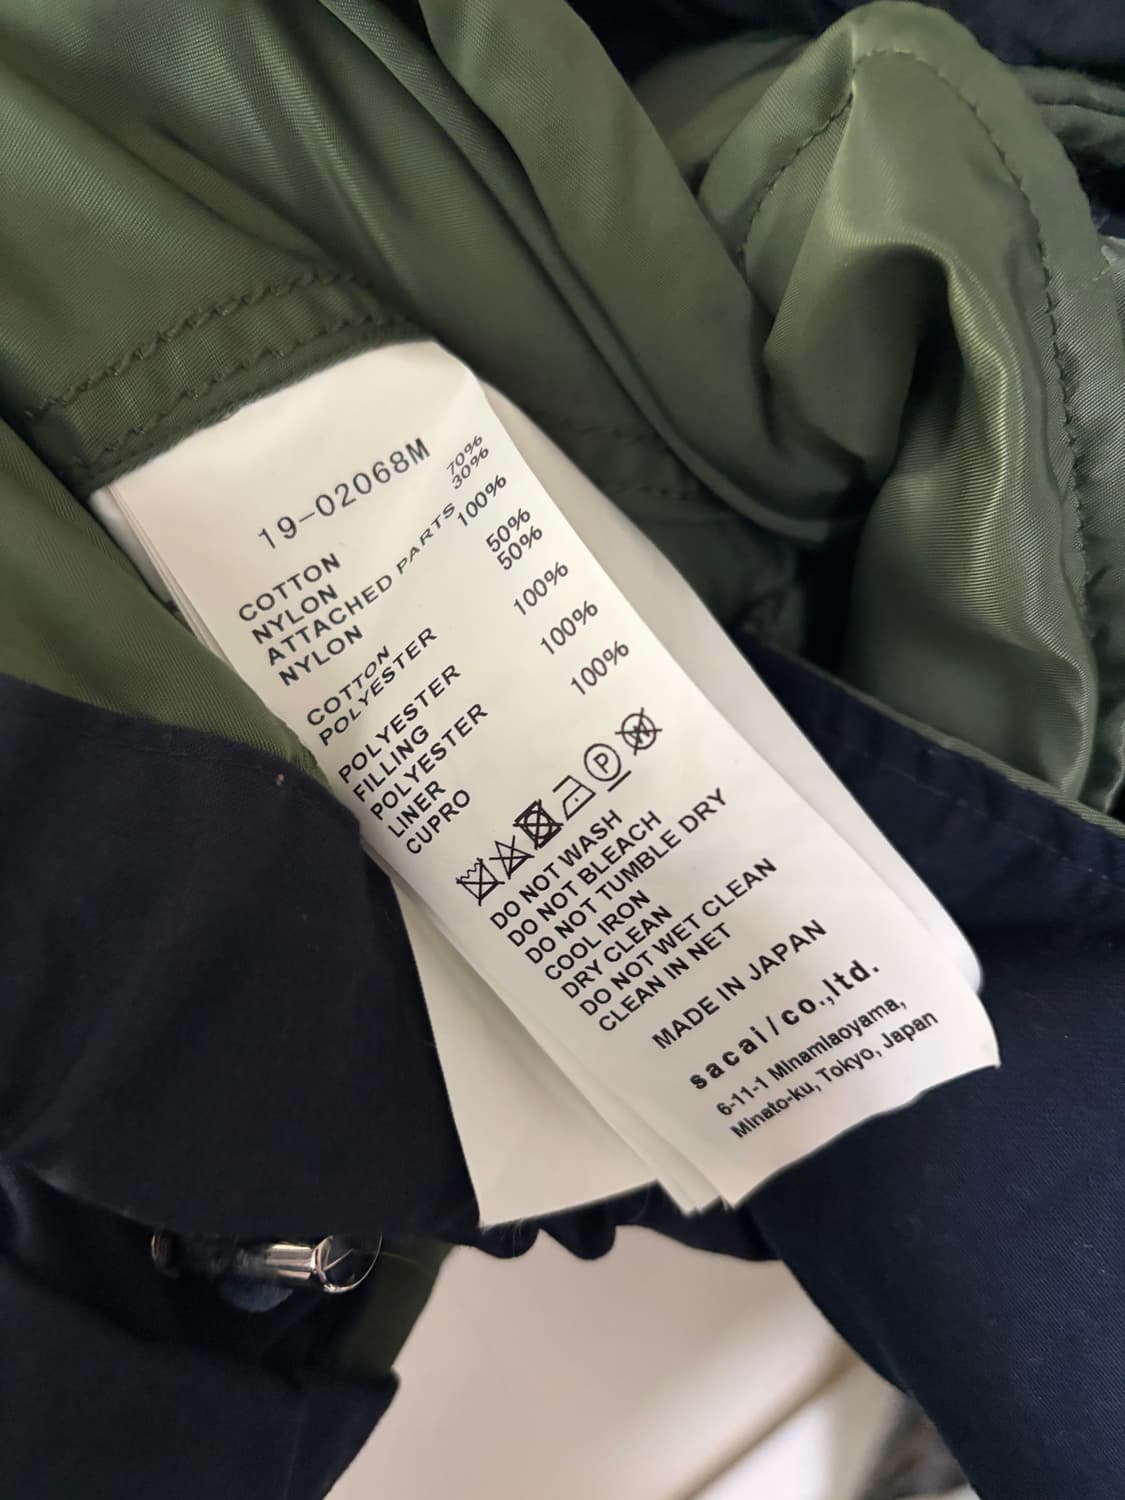 19-02068M
COTTON 70%
NYLON 30%
ATTACHED PARTS
NYLON 100%
COTTON 50%
POLYESTER 50%
POLYESTER 100%
FILLING
POLYESTER 100%
LINER
CUPRO 100%
P
W
DO NOT WASH
DO NOT BLEACH
DO NOT TUMBLE DRY
COOL IRON
DRY CLEAN
DO NOT WET CLEAN
CLEAN IN NET
MADE IN JAPAN
sacai/co.,ltd.
6-11-1 Minamiaoyama,
Minato-ku, Tokyo, Japan